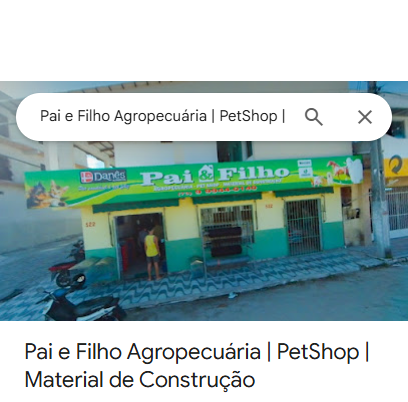 Pai e Filho Agropecuária | PetShop |
Danês
Pai & Filho
Pai e Filho Agropecuária | PetShop |
Material de Construção